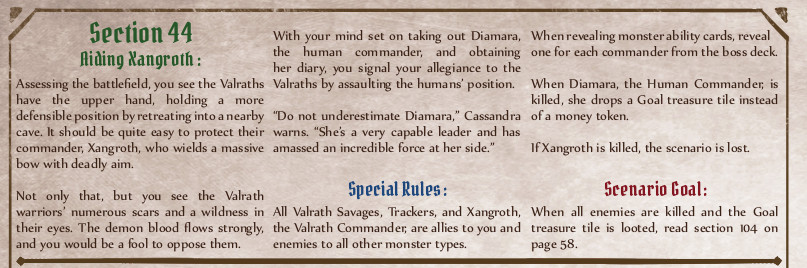 Section 44
Aiding Xangroth:
Assessing the battlefield, you see the Valraths
have the upper hand, holding a more
defensible position by retreating into a nearby
cave. It should be quite easy to protect their
commander, Xangroth, who wields a massive
bow with deadly aim.
Not only that, but you see the Valrath
warriors’ numerous scars and a wildness in
their eyes. The demon blood flows strongly,
and you would be a fool to oppose them.
With your mind set on taking out Diamara,
the human commander, and obtaining
her diary, you signal your allegiance to the
Valraths by assaulting the humans’ position.
“Do not underestimate Diamara,” Cassandra
warns. “She’s a very capable leader and has
amassed an incredible force at her side.”
Special Rules:
All Valrath Savages, Trackers, and Xangroth,
the Valrath Commander, are allies to you and
enemies to all other monster types.
When revealing monster ability cards, reveal
one for each commander from the boss deck.
When Diamara, the Human Commander, is
killed, she drops a Goal treasure tile instead
of a money token.
If Xangroth is killed, the scenario is lost.
Scenario Goal:
When all enemies are killed and the Goal
treasure tile is looted, read section 104 on
page 58.